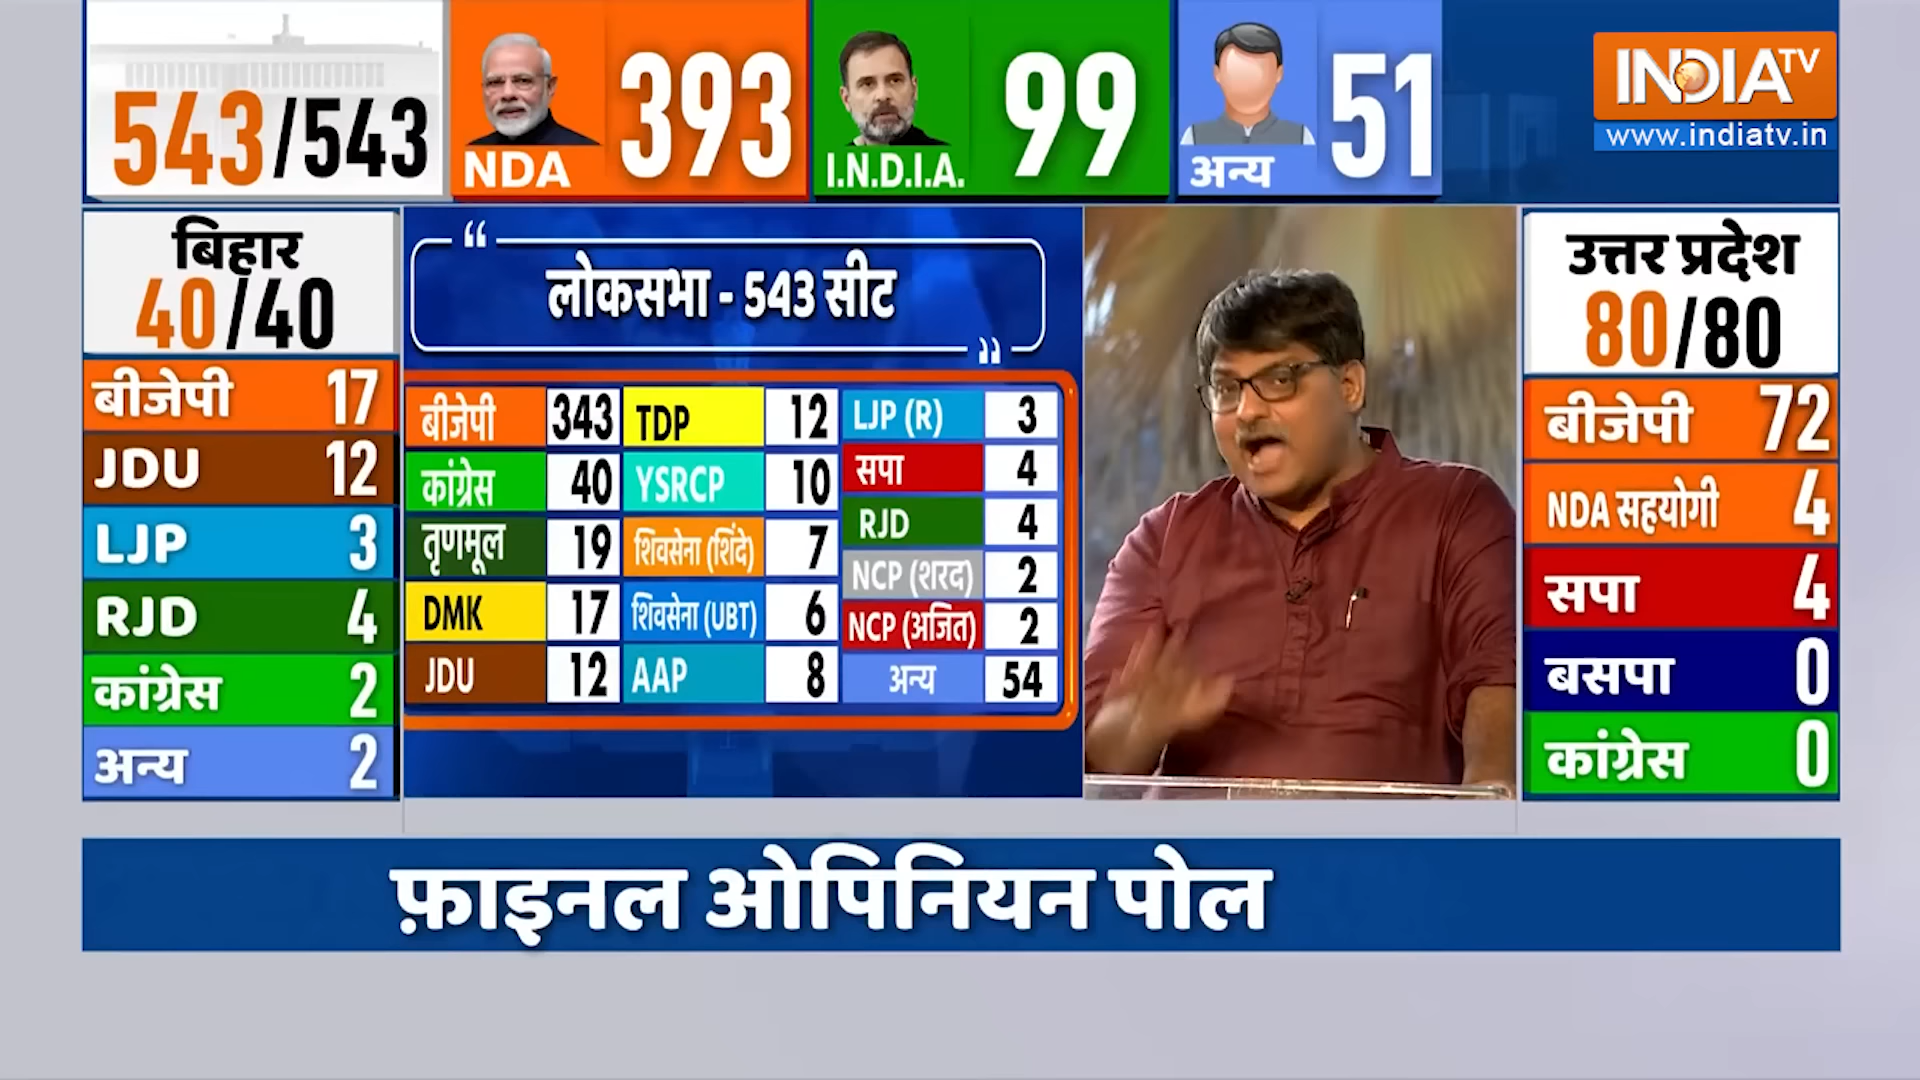 543/543
NDA 393
I.N.D.I.A. 99
अन्य 51
INDIA TV
www.indiatv.in
बिहार
40/40
बीजेपी 17
JDU 12
LJP 3
RJD 4
कांग्रेस 2
अन्य 2
“
लोकसभा - 543 सीट
”
बीजेपी 343 TDP 12 LJP (R) 3
कांग्रेस 40 YSRCP 10 सपा 4
तृणमूल 19 शिवसेना (शिंदे) 7 RJD 4
DMK 17 शिवसेना (UBT) 6 NCP (शरद) 2
JDU 12 AAP 8 NCP (अजित) 2
अन्य 54
उत्तर प्रदेश
80/80
बीजेपी 72
NDA सहयोगी 4
सपा 4
बसपा 0
कांग्रेस 0
फ़ाइनल ओपिनियन पोल